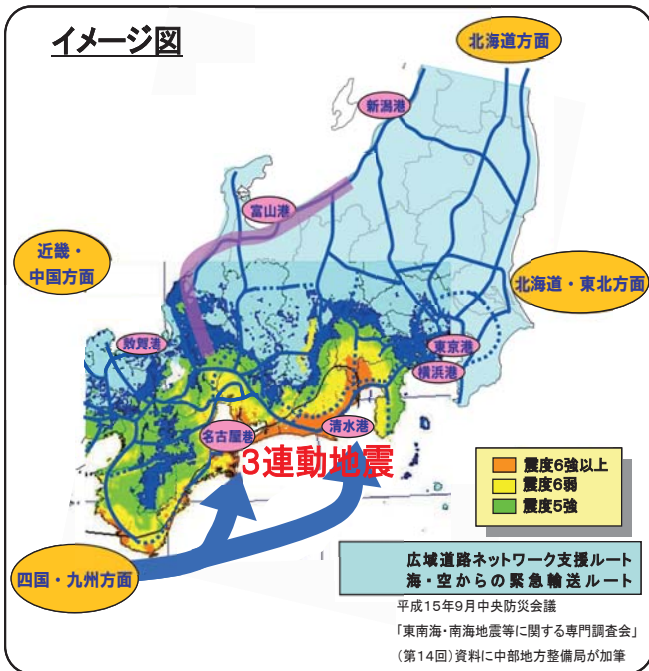 イメージ図
北海道方面
新潟港
富山港
近畿・
中国方面
北海道・東北方面
敦賀港
東京港
横浜港
名古屋港
清水港
3連動地震
震度6強以上
震度6弱
震度5強
四国・九州方面
広域道路ネットワーク支援ルート
海・空からの緊急輸送ルート
平成15年9月中央防災会議
「東南海・南海地震等に関する専門調査会」
(第14回)資料に中部地方整備局が加筆